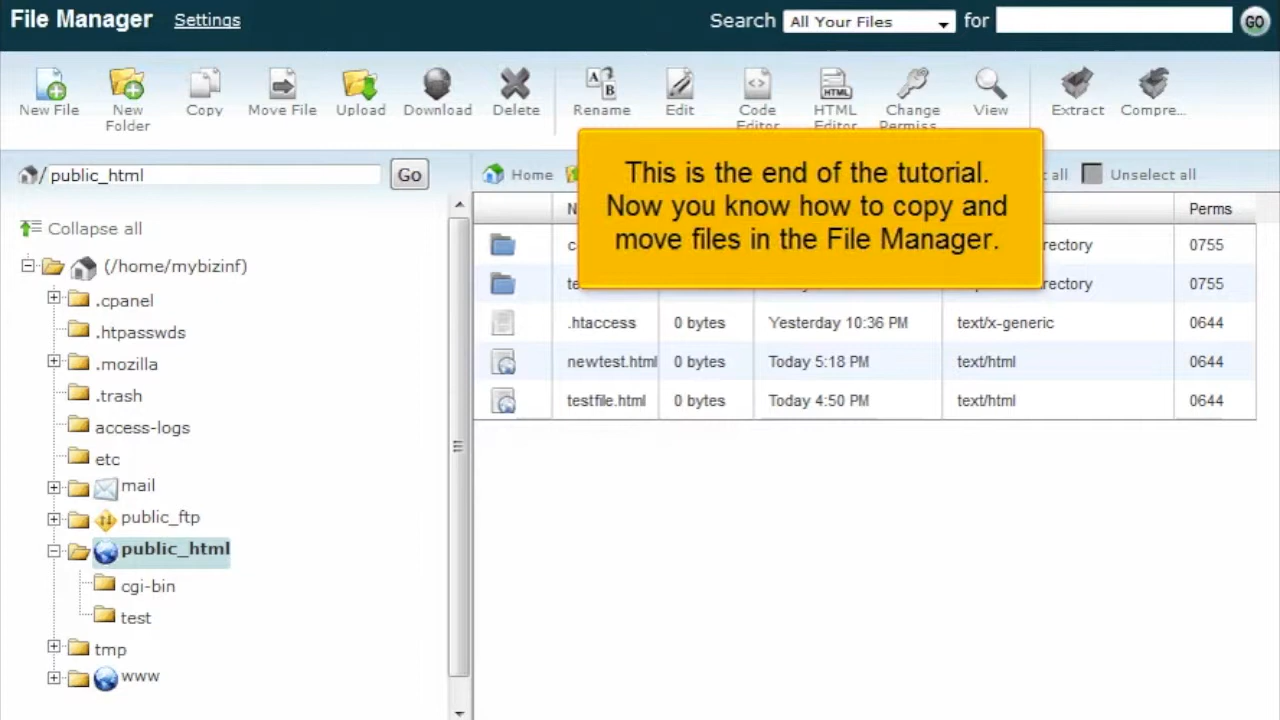 File Manager Settings Search All Your Files for GO
New File New Folder Copy Move File Upload Download Delete Rename Edit Code Editor HTML Editor Change Permiss... View Extract Compre...
/ public_html Go
Home all Unselect all
This is the end of the tutorial.
Now you know how to copy and
move files in the File Manager.
Collapse all
(/home/mybizinf)
.cpanel
.htpasswds
.mozilla
.trash
access-logs
etc
mail
public_ftp
public_html
cgi-bin
test
tmp
www
Perms
0755
0755
.htaccess 0 bytes Yesterday 10:36 PM text/x-generic 0644
newtest.html 0 bytes Today 5:18 PM text/html 0644
testfile.html 0 bytes Today 4:50 PM text/html 0644